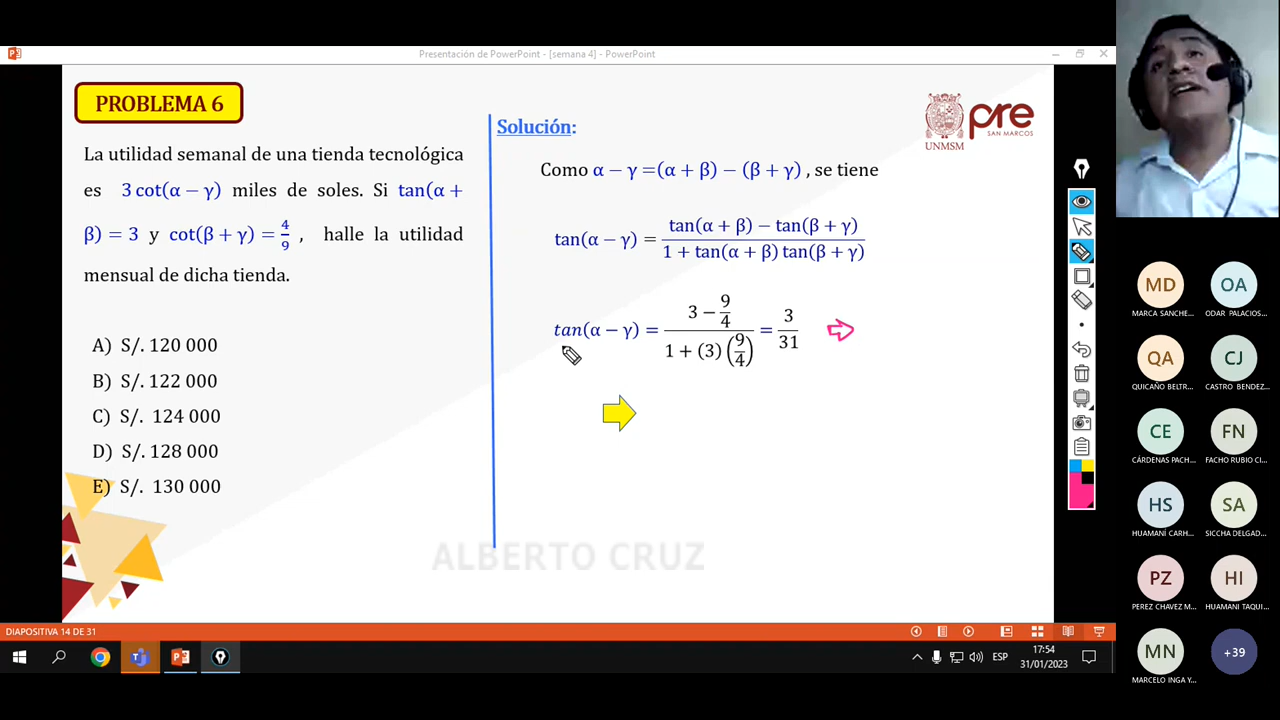 Presentación de PowerPoint - [semana 4] - PowerPoint
PROBLEMA 6
La utilidad semanal de una tienda tecnológica
es 3 cot(α − γ) miles de soles. Si tan(α +
β) = 3 y cot(β + γ) = 4/9 , halle la utilidad
mensual de dicha tienda.
A) S/. 120 000
B) S/. 122 000
C) S/. 124 000
D) S/. 128 000
E) S/. 130 000
Solución:
Como α − γ =(α + β) − (β + γ) , se tiene
tan(α − γ) = (tan(α + β) − tan(β + γ)) / (1 + tan(α + β) tan(β + γ))
tan(α − γ) = (3 − 9/4) / (1 + (3)(9/4)) = 3/31
UNMSM
pre
SAN MARCOS
ALBERTO CRUZ
MD
MARCA SANCHE...
OA
ODAR PALACIOS...
QA
QUICAÑO BELTR...
CJ
CASTRO BENDEZ...
CE
CÁRDENAS PACH...
FN
FACHO RUBIO CI...
HS
HUAMANÍ CARH...
SA
SICCHA DELGAD...
PZ
PEREZ CHAVEZ M...
HI
HUAMANI TAQUI...
MN
MARCELO INGA Y...
+39
DIAPOSITIVA 14 DE 31
ESP
17:54
31/01/2023